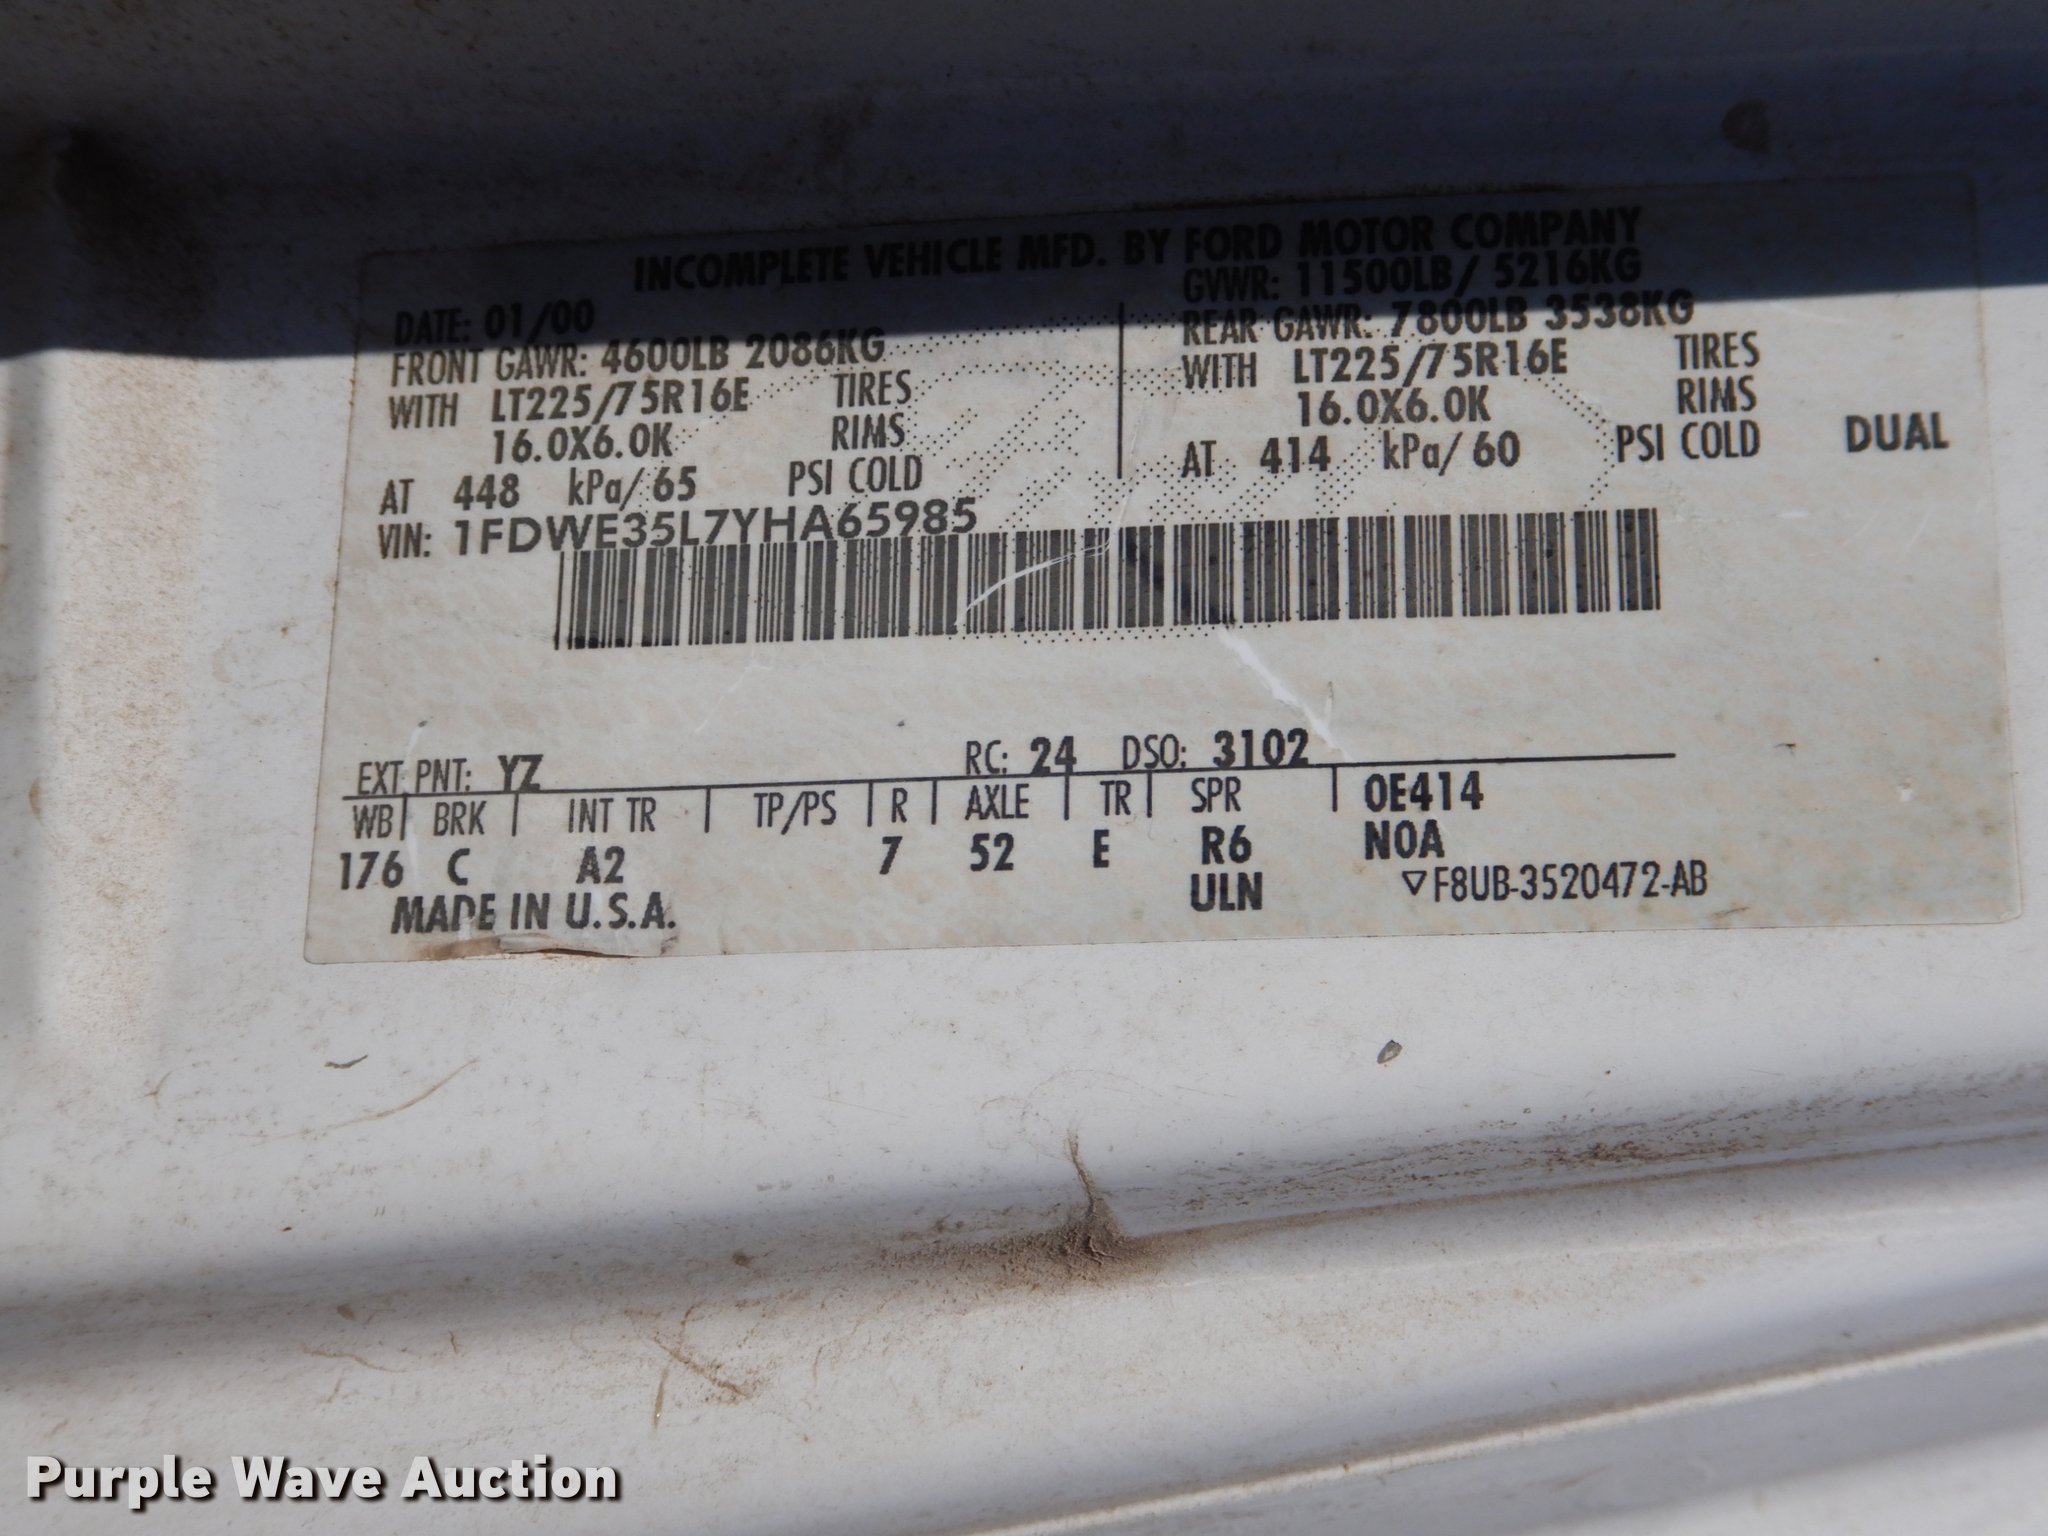 INCOMPLETE VEHICLE MFD. BY FORD MOTOR COMPANY
DATE: 01/00 GVWR: 11500LB/ 5216KG
FRONT GAWR: 4600LB 2086KG REAR GAWR: 7800LB 3538KG
WITH LT225/75R16E TIRES WITH LT225/75R16E TIRES
16.0X6.0K RIMS 16.0X6.0K RIMS
AT 448 kPa/ 65 PSI COLD AT 414 kPa/ 60 PSI COLD DUAL
VIN: 1FDWE35L7YHA65985
EXT PNT: YZ RC: 24 DSO: 3102
WB BRK INT TR TP/PS R AXLE TR SPR 0E414
176 C A2 7 52 E R6 N0A
MADE IN U.S.A. ULN F8UB-3520472-AB
Purple Wave Auction